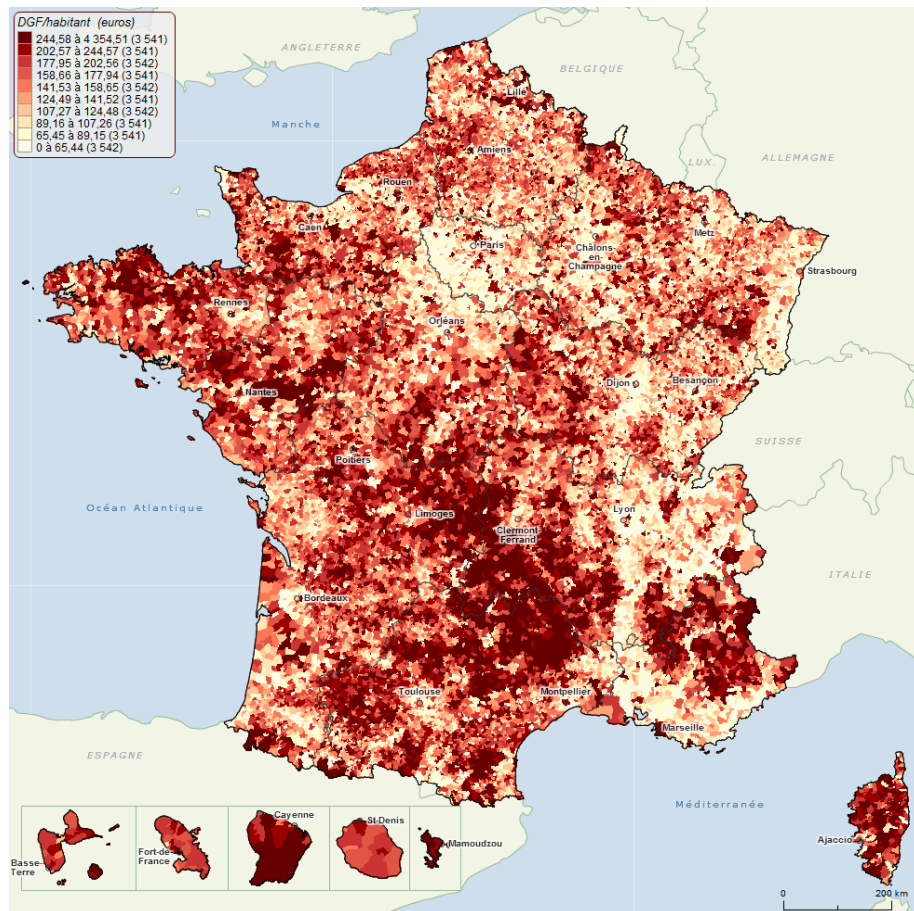 DGF/habitant (euros)
244,58 à 4 354,51 (3 541)
202,57 à 244,57 (3 541)
177,95 à 202,56 (3 542)
158,66 à 177,94 (3 541)
141,53 à 158,65 (3 542)
124,49 à 141,52 (3 541)
107,27 à 124,48 (3 542)
89,16 à 107,26 (3 541)
65,45 à 89,15 (3 541)
0 à 65,44 (3 542)
ANGLETERRE
BELGIQUE
Lille
Manche
Amiens
LUX.
ALLEMAGNE
Rouen
Caen
Paris
Châlons-
en-
Champagne
Metz
Strasbourg
Rennes
Orléans
Nantes
Dijon
Besançon
SUISSE
Poitiers
Océan Atlantique
Limoges
Clermont-
Ferrand
Lyon
ITALIE
Bordeaux
Toulouse
Montpellier
Marseille
ESPAGNE
Méditerranée
Ajaccio
Basse-
Terre
Fort-de-
France
Cayenne
St-Denis
Mamoudzou
0
200 km